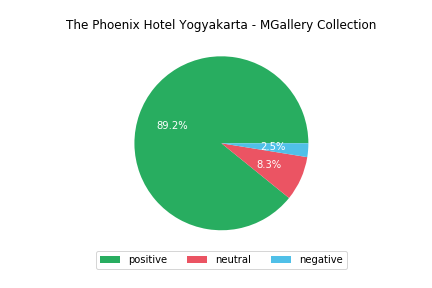 The Phoenix Hotel Yogyakarta - MGallery Collection
89.2%
2.5%
8.3%
positive neutral negative